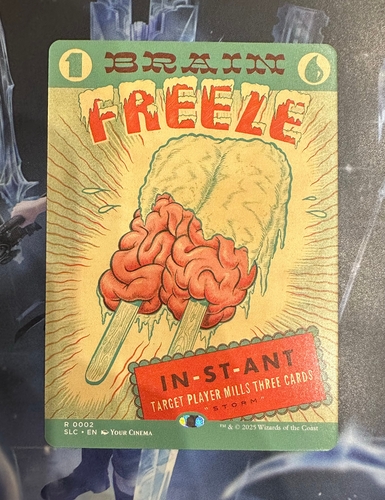 1 BRAIN
FREEZE
IN-ST-ANT
TARGET PLAYER MILLS THREE CARDS
"STORM"
R 0002
SLC • EN YOUR CINEMA
™ & © 2025 Wizards of the Coast